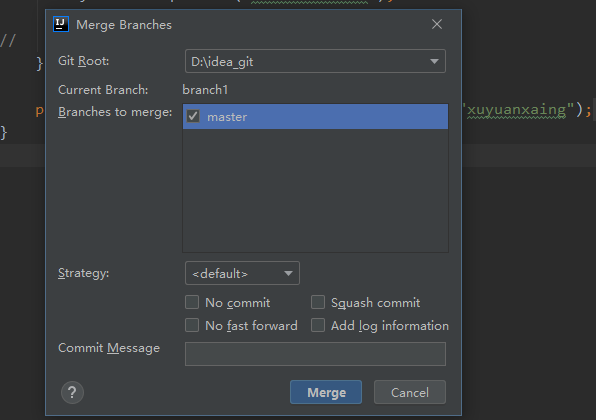 Merge Branches
//
Git Root:
D:\idea_git
}
Current Branch: branch1
p
Branches to merge:
master
"xuyuanxaing");
}
Strategy:
<default>
No commit
Squash commit
No fast forward
Add log information
Commit Message
?
Merge
Cancel